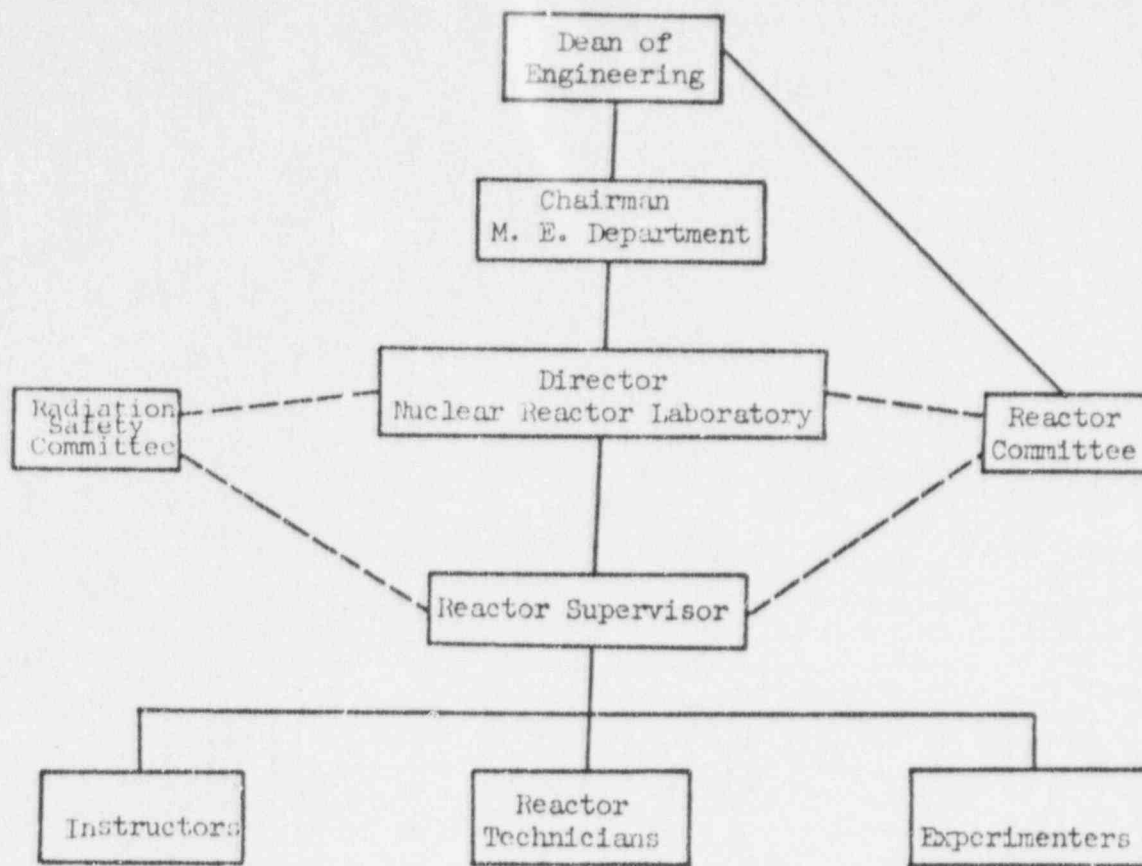 Dean of
Engineering
Chairman
M. E. Department
Director
Nuclear Reactor Laboratory
Radiation
Safety
Committee
Reactor
Committee
Reactor Supervisor
Instructors
Reactor
Technicians
Experimenters